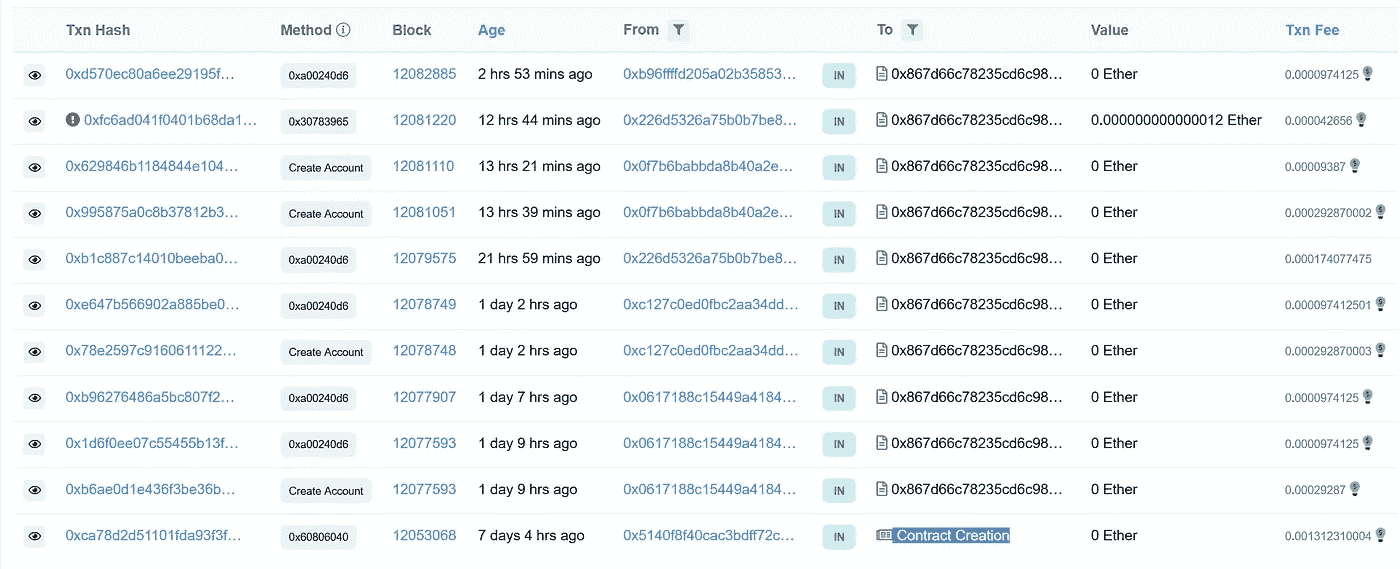 Txn Hash Method Block Age From To Value Txn Fee
0xd570ec80a6ee29195f... 0xa00240d6 12082885 2 hrs 53 mins ago 0xb96ffffd205a02b35853... IN 0x867d66c78235cd6c98... 0 Ether 0.0000974125
0xfc6ad041f0401b68da1... 0x30783965 12081220 12 hrs 44 mins ago 0x226d5326a75b0b7be8... IN 0x867d66c78235cd6c98... 0.000000000000012 Ether 0.000042656
0x629846b1184844e104... Create Account 12081110 13 hrs 21 mins ago 0x0f7b6babbda8b40a2e... IN 0x867d66c78235cd6c98... 0 Ether 0.00009387
0x995875a0c8b37812b3... Create Account 12081051 13 hrs 39 mins ago 0x0f7b6babbda8b40a2e... IN 0x867d66c78235cd6c98... 0 Ether 0.000292870002
0xb1c887c14010beeba0... 0xa00240d6 12079575 21 hrs 59 mins ago 0x226d5326a75b0b7be8... IN 0x867d66c78235cd6c98... 0 Ether 0.000174077475
0xe647b566902a885be0... 0xa00240d6 12078749 1 day 2 hrs ago 0xc127c0ed0fbc2aa34dd... IN 0x867d66c78235cd6c98... 0 Ether 0.000097412501
0x78e2597c9160611122... Create Account 12078748 1 day 2 hrs ago 0xc127c0ed0fbc2aa34dd... IN 0x867d66c78235cd6c98... 0 Ether 0.000292870003
0xb96276486a5bc807f2... 0xa00240d6 12077907 1 day 7 hrs ago 0x0617188c15449a4184... IN 0x867d66c78235cd6c98... 0 Ether 0.0000974125
0x1d6f0ee07c55455b13f... 0xa00240d6 12077593 1 day 9 hrs ago 0x0617188c15449a4184... IN 0x867d66c78235cd6c98... 0 Ether 0.0000974125
0xb6ae0d1e436f3be36b... Create Account 12077593 1 day 9 hrs ago 0x0617188c15449a4184... IN 0x867d66c78235cd6c98... 0 Ether 0.00029287
0xca78d2d51101fda93f3f... 0x60806040 12053068 7 days 4 hrs ago 0x5140f8f40cac3bdff72c... IN Contract Creation 0 Ether 0.001312310004